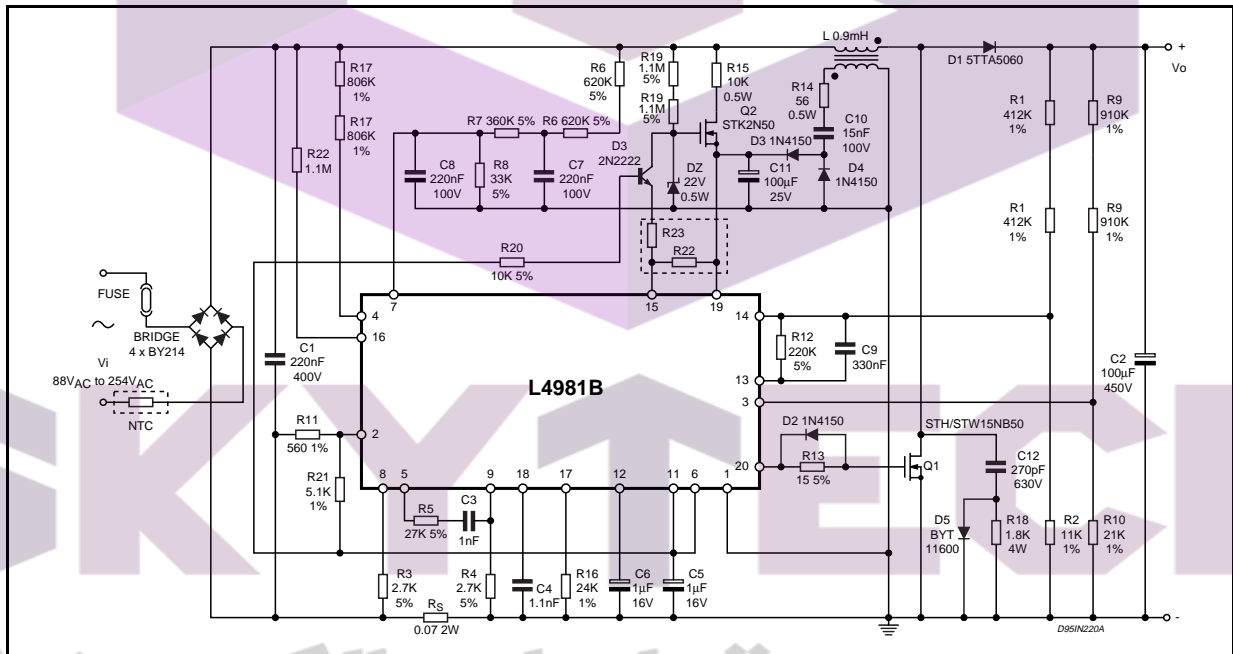 L 0.9mH
D1 5TTA5060
+
Vo
R17
806K
1%
R6
620K
5%
R19
1.1M
5%
R15
10K
0.5W
R14
56
0.5W
R19
1.1M
5%
Q2
STK2N50
C10
15nF
100V
R1
412K
1%
R9
910K
1%
R17
806K
1%
R7 360K 5%
R6 620K 5%
D3
2N2222
D3 1N4150
R22
1.1M
C8
220nF
100V
R8
33K
5%
C7
220nF
100V
DZ
22V
0.5W
C11
100µF
25V
D4
1N4150
R1
412K
1%
R9
910K
1%
R23
R22
R20
10K 5%
FUSE
BRIDGE
4 x BY214
Vi
88VAC to 254VAC
NTC
7
15
19
4
16
14
13
3
2
20
L4981B
C1
220nF
400V
R12
220K
5%
C9
330nF
C2
100µF
450V
R11
560 1%
R21
5.1K
1%
D2 1N4150
R13
15 5%
STH/STW15NB50
Q1
C12
270pF
630V
8
5
9
18
17
12
11
6
1
R5
27K 5%
C3
1nF
D5
BYT
11600
R18
1.8K
4W
R2
11K
1%
R10
21K
1%
R3
2.7K
5%
R4
2.7K
5%
C4
1.1nF
R16
24K
1%
C6
1µF
16V
C5
1µF
16V
RS
0.07 2W
-
D95IN220A
SKYTECH